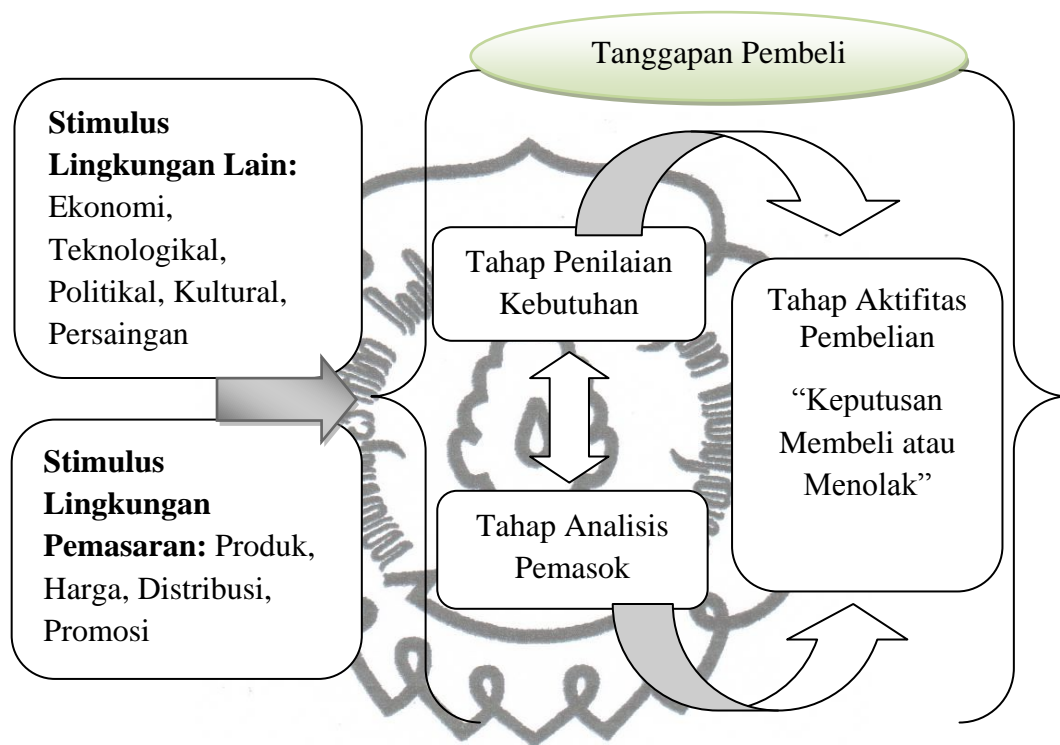 Tanggapan Pembeli
Stimulus
Lingkungan Lain:
Ekonomi,
Teknologikal,
Politikal, Kultural,
Persaingan
Stimulus
Lingkungan
Pemasaran: Produk,
Harga, Distribusi,
Promosi
Tahap Penilaian
Kebutuhan
Tahap Analisis
Pemasok
Tahap Aktifitas
Pembelian
“Keputusan
Membeli atau
Menolak”